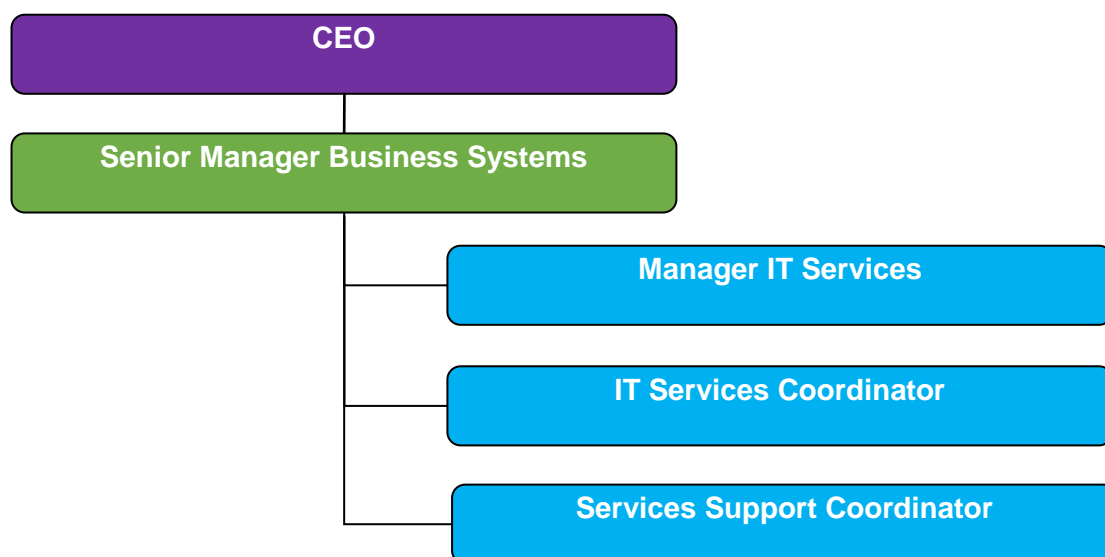 CEO
Senior Manager Business Systems
Manager IT Services
IT Services Coordinator
Services Support Coordinator